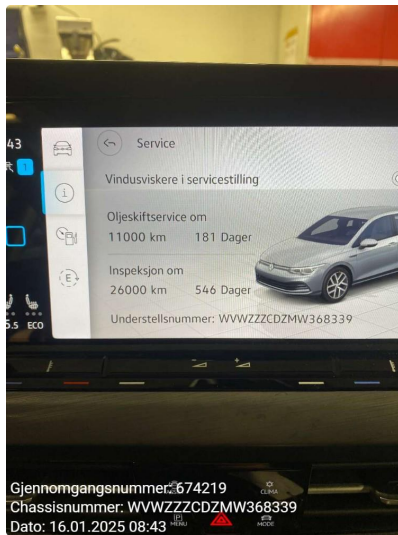 43
Service
1
Vindusviskere i servicestilling
Oljeskiftservice om
11000 km 181 Dager
Inspeksjon om
26000 km 546 Dager
E
Understellsnummer: WVWZZZCDZMW368339
5.5 ECO
Gjennomgangsnummer: 674219
CLIMA
Chassisnummer: WVWZZZCDZMW368339
Dato: 16.01.2025 08:43
P
MENU
MODE